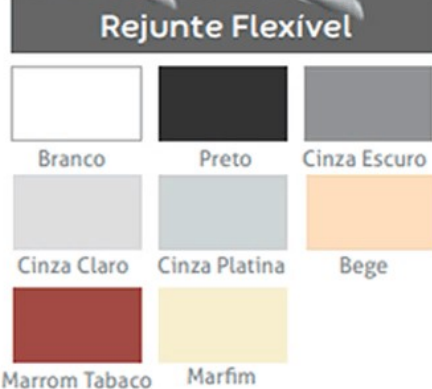 Rejunte Flexível
Branco
Preto
Cinza Escuro
Cinza Claro
Cinza Platina
Bege
Marrom Tabaco
Marfim